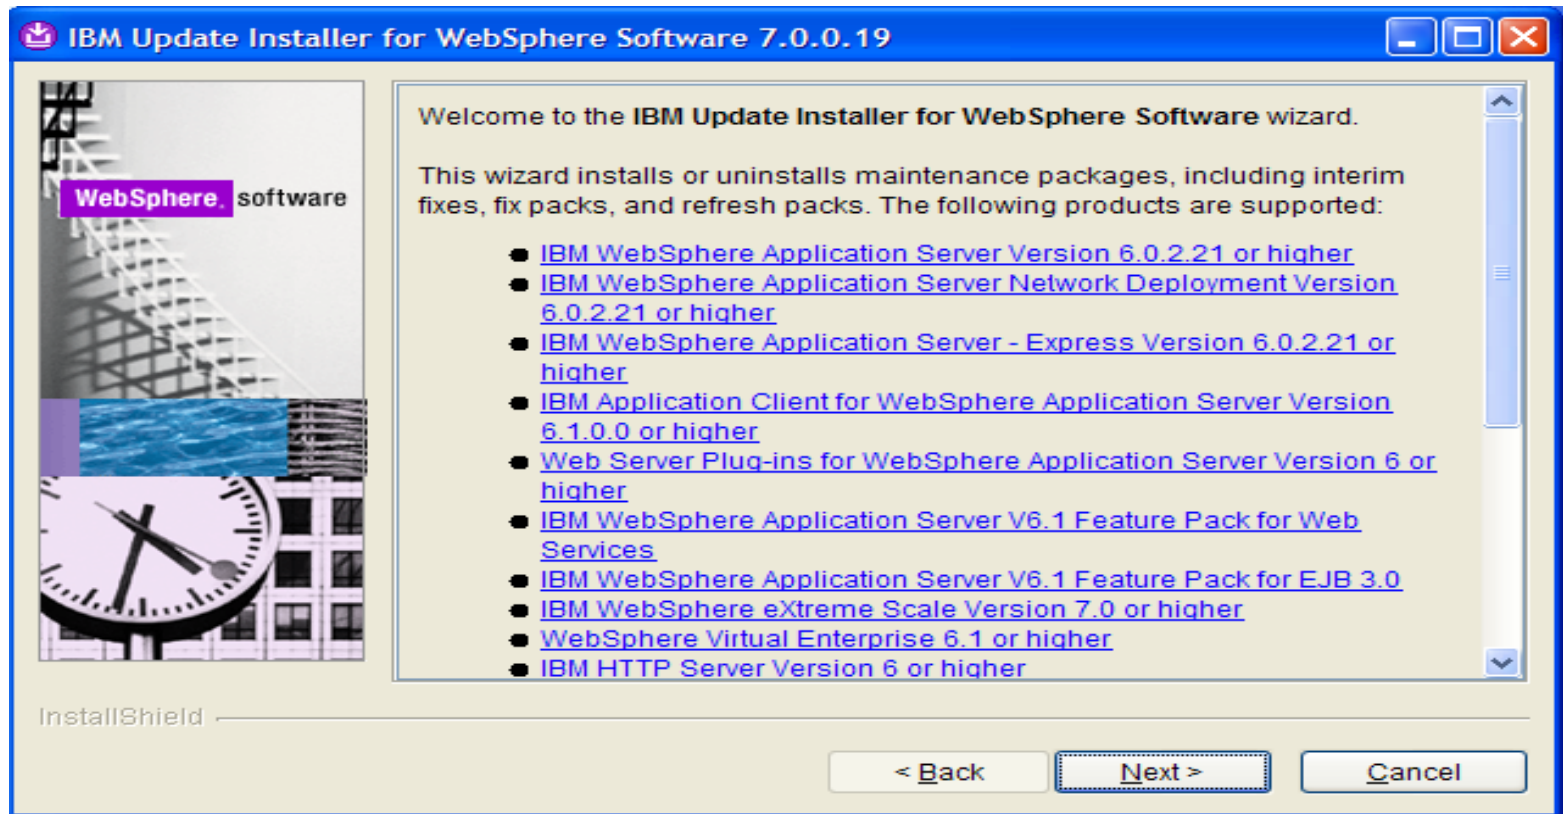 IBM Update Installer for WebSphere Software 7.0.0.19
WebSphere. software
Welcome to the IBM Update Installer for WebSphere Software wizard.
This wizard installs or uninstalls maintenance packages, including interim
fixes, fix packs, and refresh packs. The following products are supported:
IBM WebSphere Application Server Version 6.0.2.21 or higher
IBM WebSphere Application Server Network Deployment Version
6.0.2.21 or higher
IBM WebSphere Application Server - Express Version 6.0.2.21 or
higher
IBM Application Client for WebSphere Application Server Version
6.1.0.0 or higher
Web Server Plug-ins for WebSphere Application Server Version 6 or
higher
IBM WebSphere Application Server V6.1 Feature Pack for Web
Services
IBM WebSphere Application Server V6.1 Feature Pack for EJB 3.0
IBM WebSphere eXtreme Scale Version 7.0 or higher
WebSphere Virtual Enterprise 6.1 or higher
IBM HTTP Server Version 6 or higher
InstallShield
< Back
Next >
Cancel